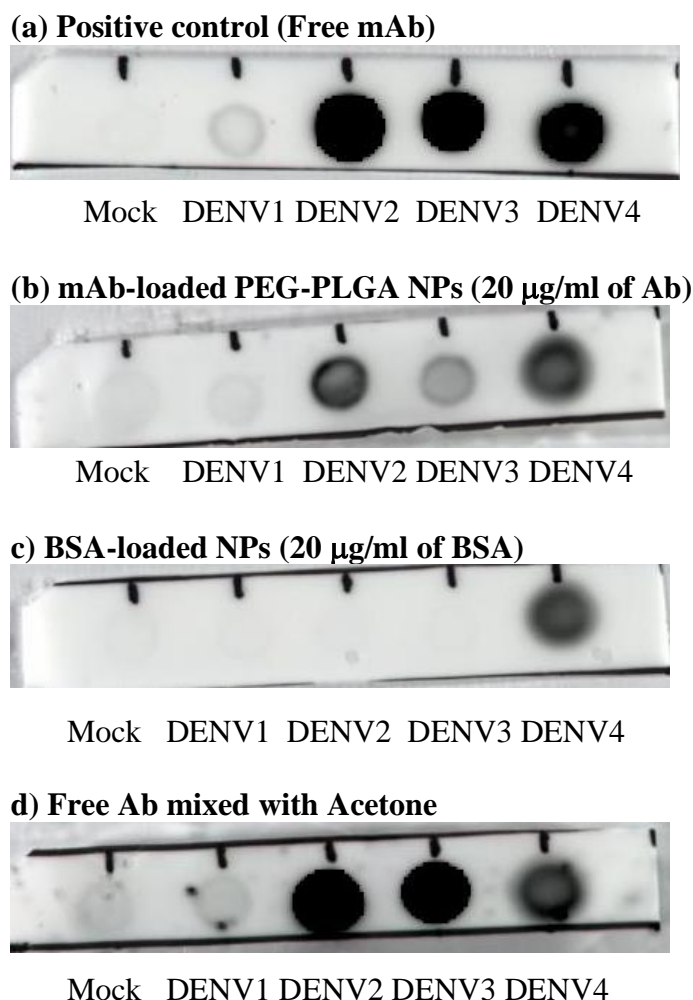 (a) Positive control (Free mAb)
Mock DENV1 DENV2 DENV3 DENV4
(b) mAb-loaded PEG-PLGA NPs (20 μg/ml of Ab)
Mock DENV1 DENV2 DENV3 DENV4
c) BSA-loaded NPs (20 μg/ml of BSA)
Mock DENV1 DENV2 DENV3 DENV4
d) Free Ab mixed with Acetone
Mock DENV1 DENV2 DENV3 DENV4